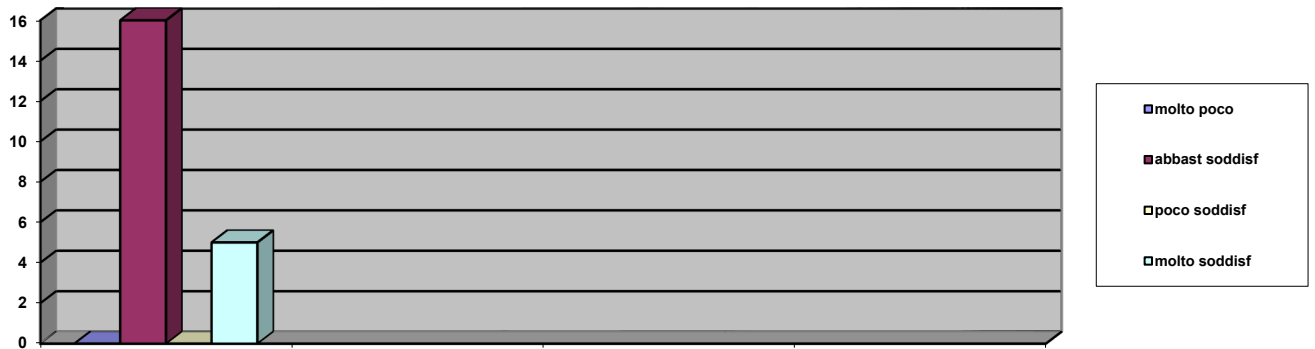 16
14
12
10
8
6
4
2
0
molto poco
abbast soddisf
poco soddisf
molto soddisf